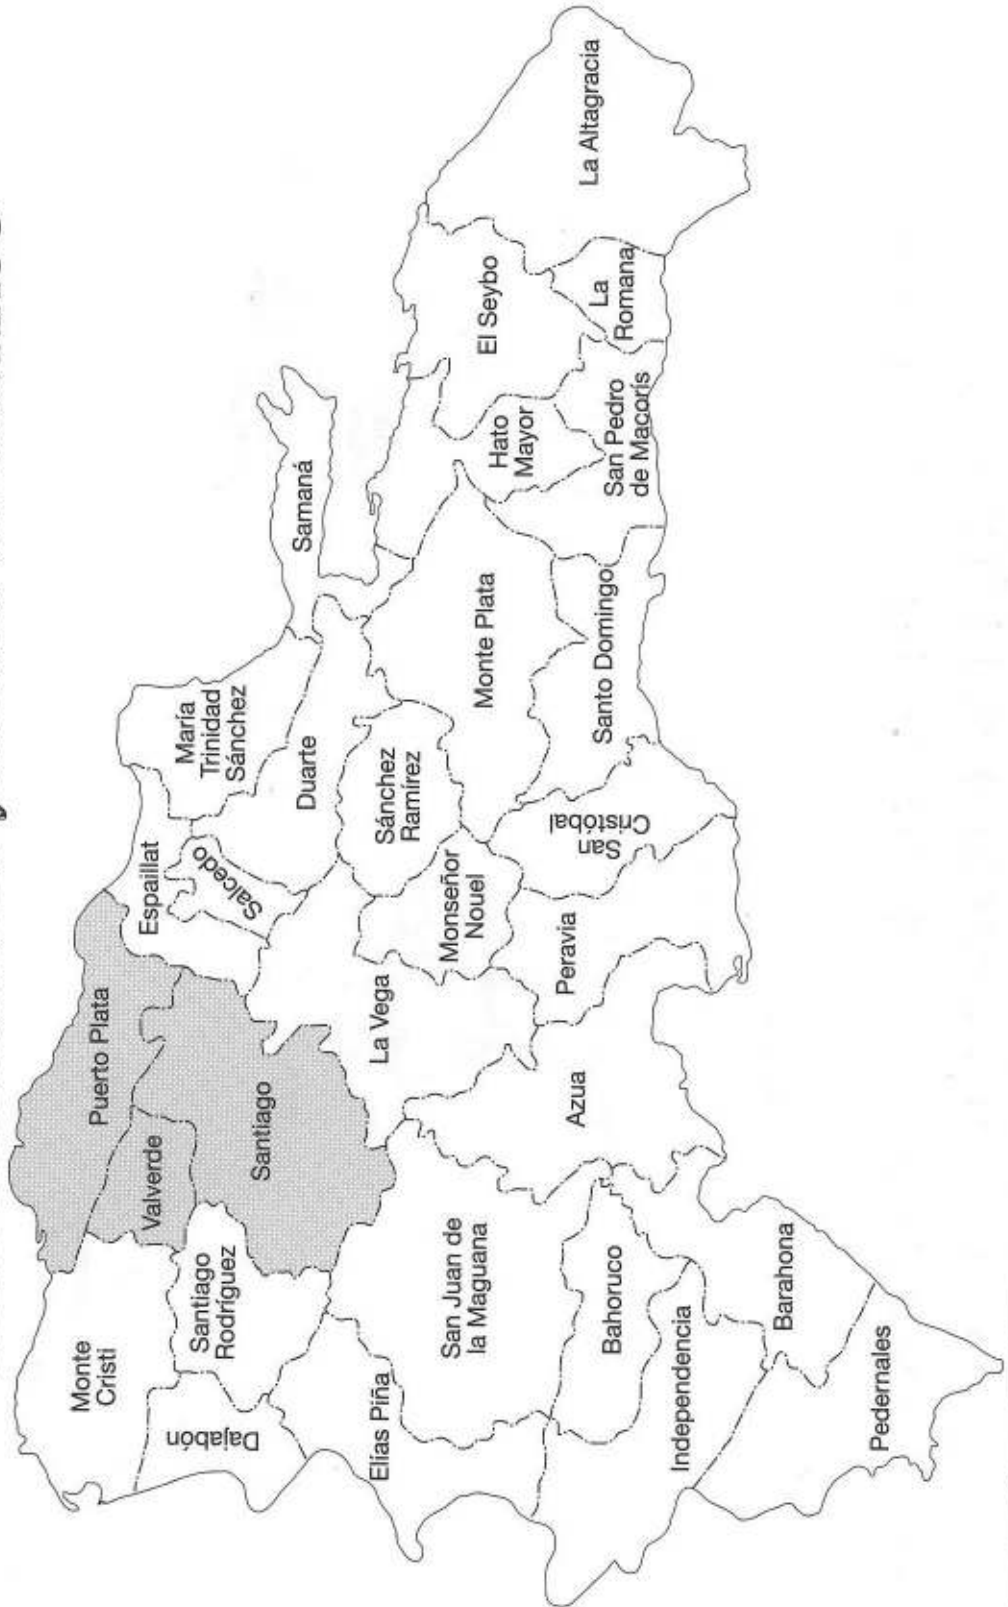 Puerto Plata
Espaillat
María
Trinidad
Sánchez
Samaná
Monte
Cristi
Valverde
Santiago
Salcedo
Duarte
Dajabón
Santiago
Rodríguez
La Vega
Sánchez
Ramírez
Monte Plata
Hato
Mayor
El Seybo
La Altagracia
Elías Piña
San Juan de
la Maguana
Monseñor
Nouel
Azua
Peravia
San
Cristóbal
Santo Domingo
San Pedro
de Macorís
La
Romana
Bahoruco
Independencia
Barahona
Pedernales